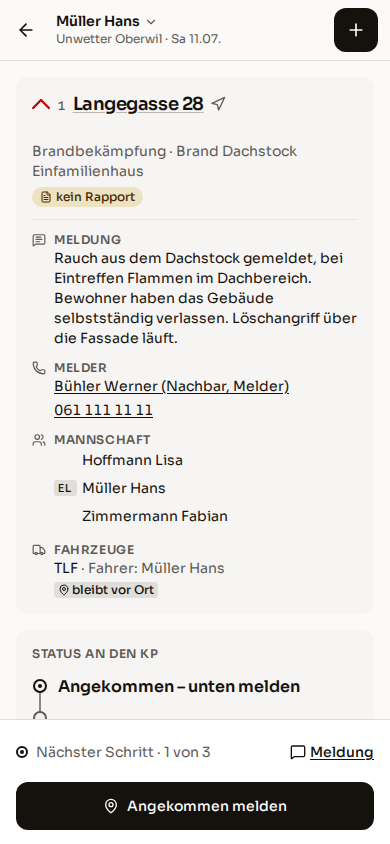 Müller Hans
Unwetter Oberwil · Sa 11.07.
1 Langegasse 28
Brandbekämpfung · Brand Dachstock
Einfamilienhaus
kein Rapport
MELDUNG
Rauch aus dem Dachstock gemeldet, bei
Eintreffen Flammen im Dachbereich.
Bewohner haben das Gebäude
selbstständig verlassen. Löschangriff über
die Fassade läuft.
MELDER
Bühler Werner (Nachbar, Melder)
061 111 11 11
MANNSCHAFT
Hoffmann Lisa
EL Müller Hans
Zimmermann Fabian
FAHRZEUGE
TLF · Fahrer: Müller Hans
bleibt vor Ort
STATUS AN DEN KP
Angekommen – unten melden
Nächster Schritt · 1 von 3
Meldung
Angekommen melden